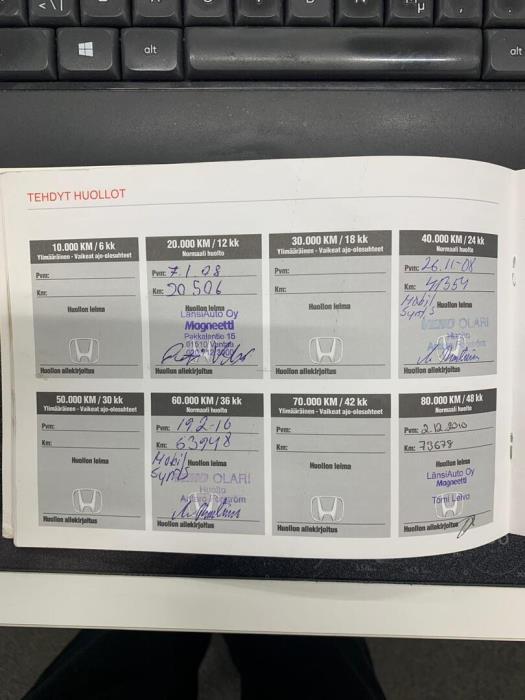 alt
alt
µ
TEHDYT HUOLLOT
10.000 KM / 6 kk
Ylimääräinen - Vaikeat ajo-olosuhteet
Pvm:
Km:
Huollon leima
Huollon allekirjoitus
20.000 KM / 12 kk
Normaali huolto
Pvm: 7.1.08
Km: 20 506
Huollon leima
LänsiAuto Oy
Magneetti
Pakkalantie 15
01510 Vantaa
Huollon allekirjoitus
30.000 KM / 18 kk
Ylimääräinen - Vaikeat ajo-olosuhteet
Pvm:
Km:
Huollon leima
Huollon allekirjoitus
40.000 KM / 24 kk
Normaali huolto
Pvm: 26.11-08
Km:
Mobil Huollon leima
Synt S
OLARI
Huollon allekirjoitus
50.000 KM / 30 kk
Ylimääräinen - Vaikeat ajo-olosuhteet
Pvm:
Km:
Huollon leima
Huollon allekirjoitus
60.000 KM / 36 kk
Normaali huolto
Pvm: 19.2-10
Km: 63948
Mobil Huollon leima
Synt S
OLARI
Huolto
Huollon allekirjoitus
70.000 KM / 42 kk
Ylimääräinen - Vaikeat ajo-olosuhteet
Pvm:
Km:
Huollon leima
Huollon allekirjoitus
80.000 KM / 48 kk
Normaali huolto
Pvm: 2.12.2010
Km: 73679
Huollon leima
LänsiAuto Oy
Magneetti
Tomi Leivo
Huollon allekirjoitus